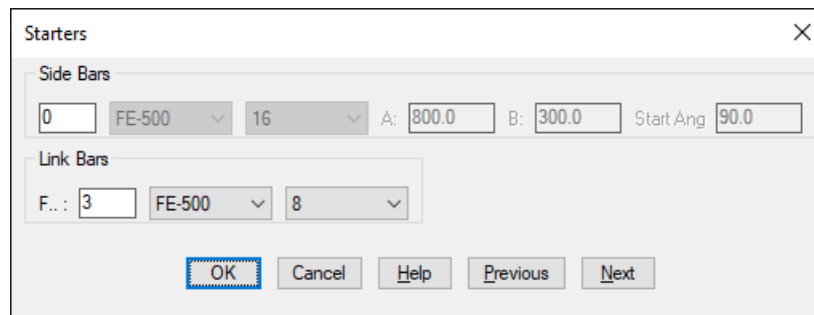 Starters
Side Bars
0 FE-500 16 A: 800.0 B: 300.0 Start Ang 90.0
Link Bars
F.. : 3 FE-500 8
OK Cancel Help Previous Next